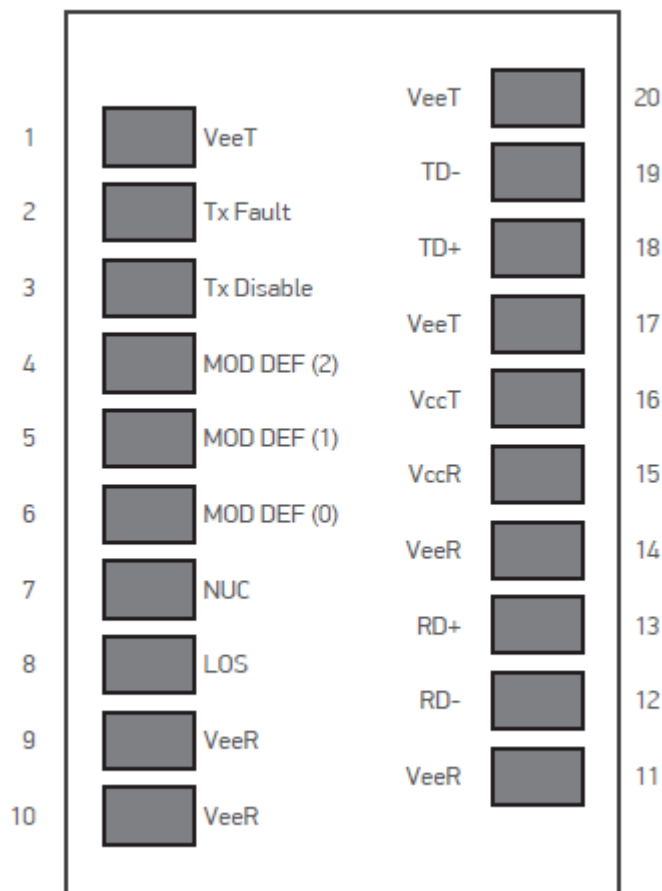 1 VeeT
2 Tx Fault
3 Tx Disable
4 MOD DEF (2)
5 MOD DEF (1)
6 MOD DEF (0)
7 NUC
8 LOS
9 VeeR
10 VeeR
VeeT 20
TD- 19
TD+ 18
VeeT 17
VccT 16
VccR 15
VeeR 14
RD+ 13
RD- 12
VeeR 11